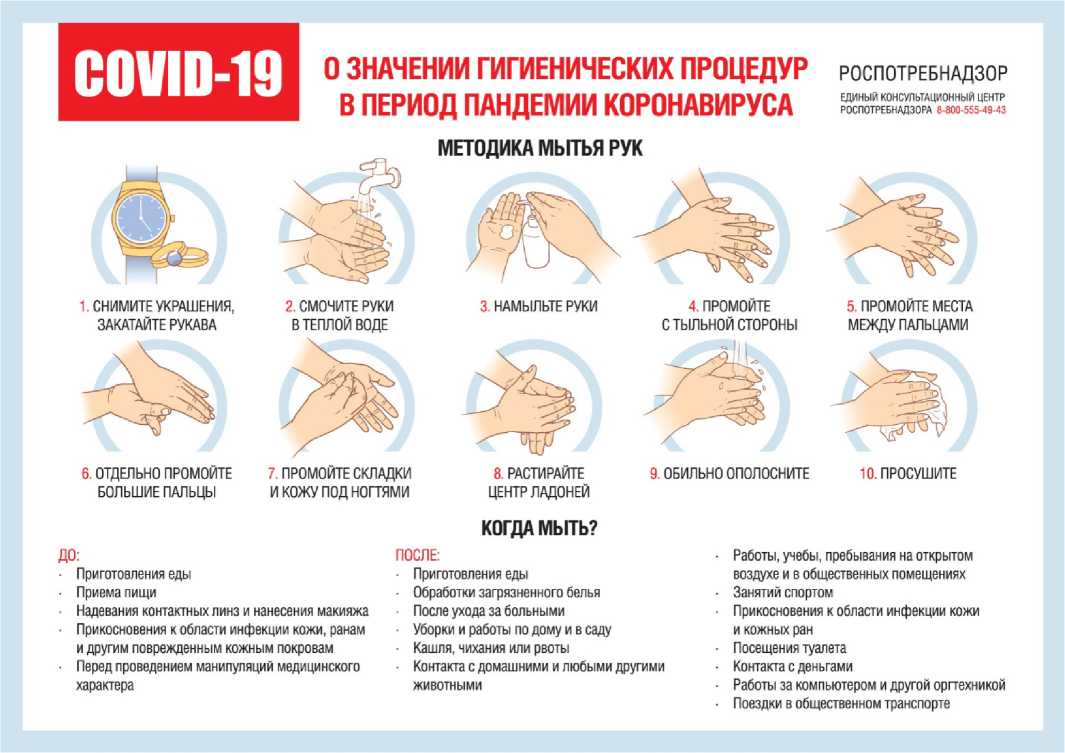 COVID-19
О ЗНАЧЕНИИ ГИГИЕНИЧЕСКИХ ПРОЦЕДУР
В ПЕРИОД ПАНДЕМИИ КОРОНАВИРУСА
РОСПОТРЕБНАДЗОР
ЕДИНЫЙ КОНСУЛЬТАЦИОННЫЙ ЦЕНТР
РОСПОТРЕБНАДЗОРА 8-800-555-49-43
МЕТОДИКА МЫТЬЯ РУК
1. СНИМИТЕ УКРАШЕНИЯ,
ЗАКАТАЙТЕ РУКАВА
2. СМОЧИТЕ РУКИ
В ТЕПЛОЙ ВОДЕ
3. НАМЫЛЬТЕ РУКИ
4. ПРОМОЙТЕ
С ТЫЛЬНОЙ СТОРОНЫ
5. ПРОМОЙТЕ МЕСТА
МЕЖДУ ПАЛЬЦАМИ
6. ОТДЕЛЬНО ПРОМОЙТЕ
БОЛЬШИЕ ПАЛЬЦЫ
7. ПРОМОЙТЕ СКЛАДКИ
И КОЖУ ПОД НОГТЯМИ
8. РАСТИРАЙТЕ
ЦЕНТР ЛАДОНЕЙ
9. ОБИЛЬНО ОПОЛОСНИТЕ
10. ПРОСУШИТЕ
КОГДА МЫТЬ?
ДО:
· Приготовления еды
· Приема пищи
· Надевания контактных линз и нанесения макияжа
· Прикосновения к области инфекции кожи, ранам
и другим поврежденным кожным покровам
· Перед проведением манипуляций медицинского
характера
ПОСЛЕ:
· Приготовления еды
· Обработки загрязненного белья
· После ухода за больными
· Уборки и работы по дому и в саду
· Кашля, чихания или рвоты
· Контакта с домашними и любыми другими
животными
· Работы, учебы, пребывания на открытом
воздухе и в общественных помещениях
· Занятий спортом
· Прикосновения к области инфекции кожи
и кожных ран
· Посещения туалета
· Контакта с деньгами
· Работы за компьютером и другой оргтехникой
· Поездки в общественном транспорте